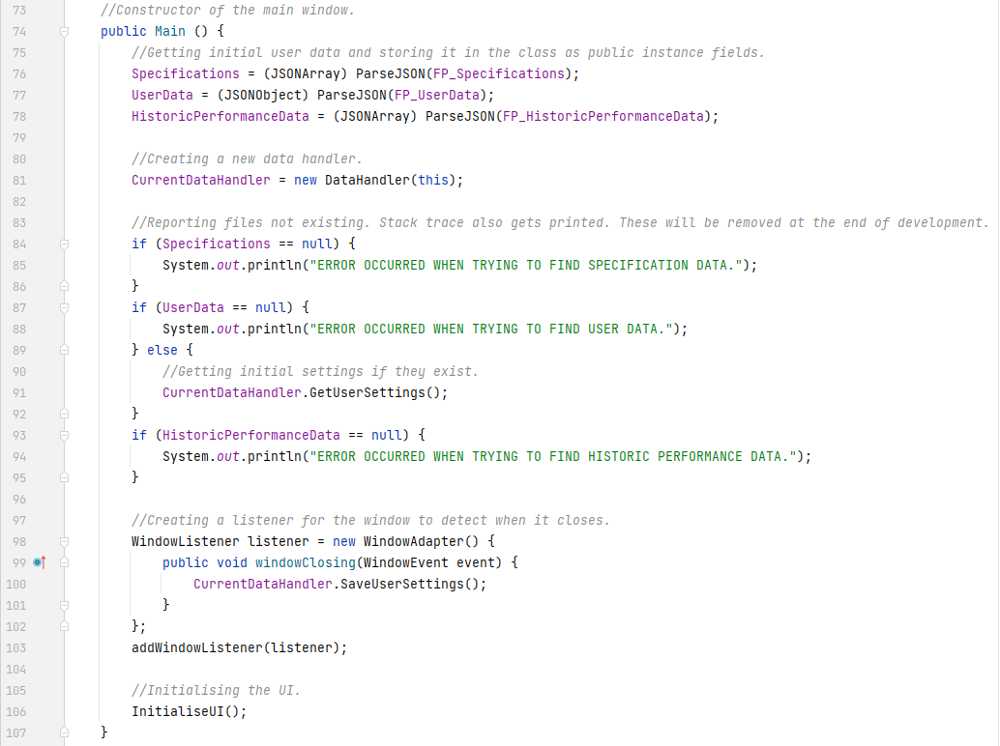 73 //Constructor of the main window.
74 public Main () {
75 //Getting initial user data and storing it in the class as public instance fields.
76 Specifications = (JSONArray) ParseJSON(FP_Specifications);
77 UserData = (JSONObject) ParseJSON(FP_UserData);
78 HistoricPerformanceData = (JSONArray) ParseJSON(FP_HistoricPerformanceData);
79
80 //Creating a new data handler.
81 CurrentDataHandler = new DataHandler(this);
82
83 //Reporting files not existing. Stack trace also gets printed. These will be removed at the end of development.
84 if (Specifications == null) {
85 System.out.println("ERROR OCCURRED WHEN TRYING TO FIND SPECIFICATION DATA.");
86 }
87 if (UserData == null) {
88 System.out.println("ERROR OCCURRED WHEN TRYING TO FIND USER DATA.");
89 } else {
90 //Getting initial settings if they exist.
91 CurrentDataHandler.GetUserSettings();
92 }
93 if (HistoricPerformanceData == null) {
94 System.out.println("ERROR OCCURRED WHEN TRYING TO FIND HISTORIC PERFORMANCE DATA.");
95 }
96
97 //Creating a listener for the window to detect when it closes.
98 WindowListener listener = new WindowAdapter() {
99 public void windowClosing(WindowEvent event) {
100 CurrentDataHandler.SaveUserSettings();
101 }
102 };
103 addWindowListener(listener);
104
105 //Initialising the UI.
106 InitialiseUI();
107 }